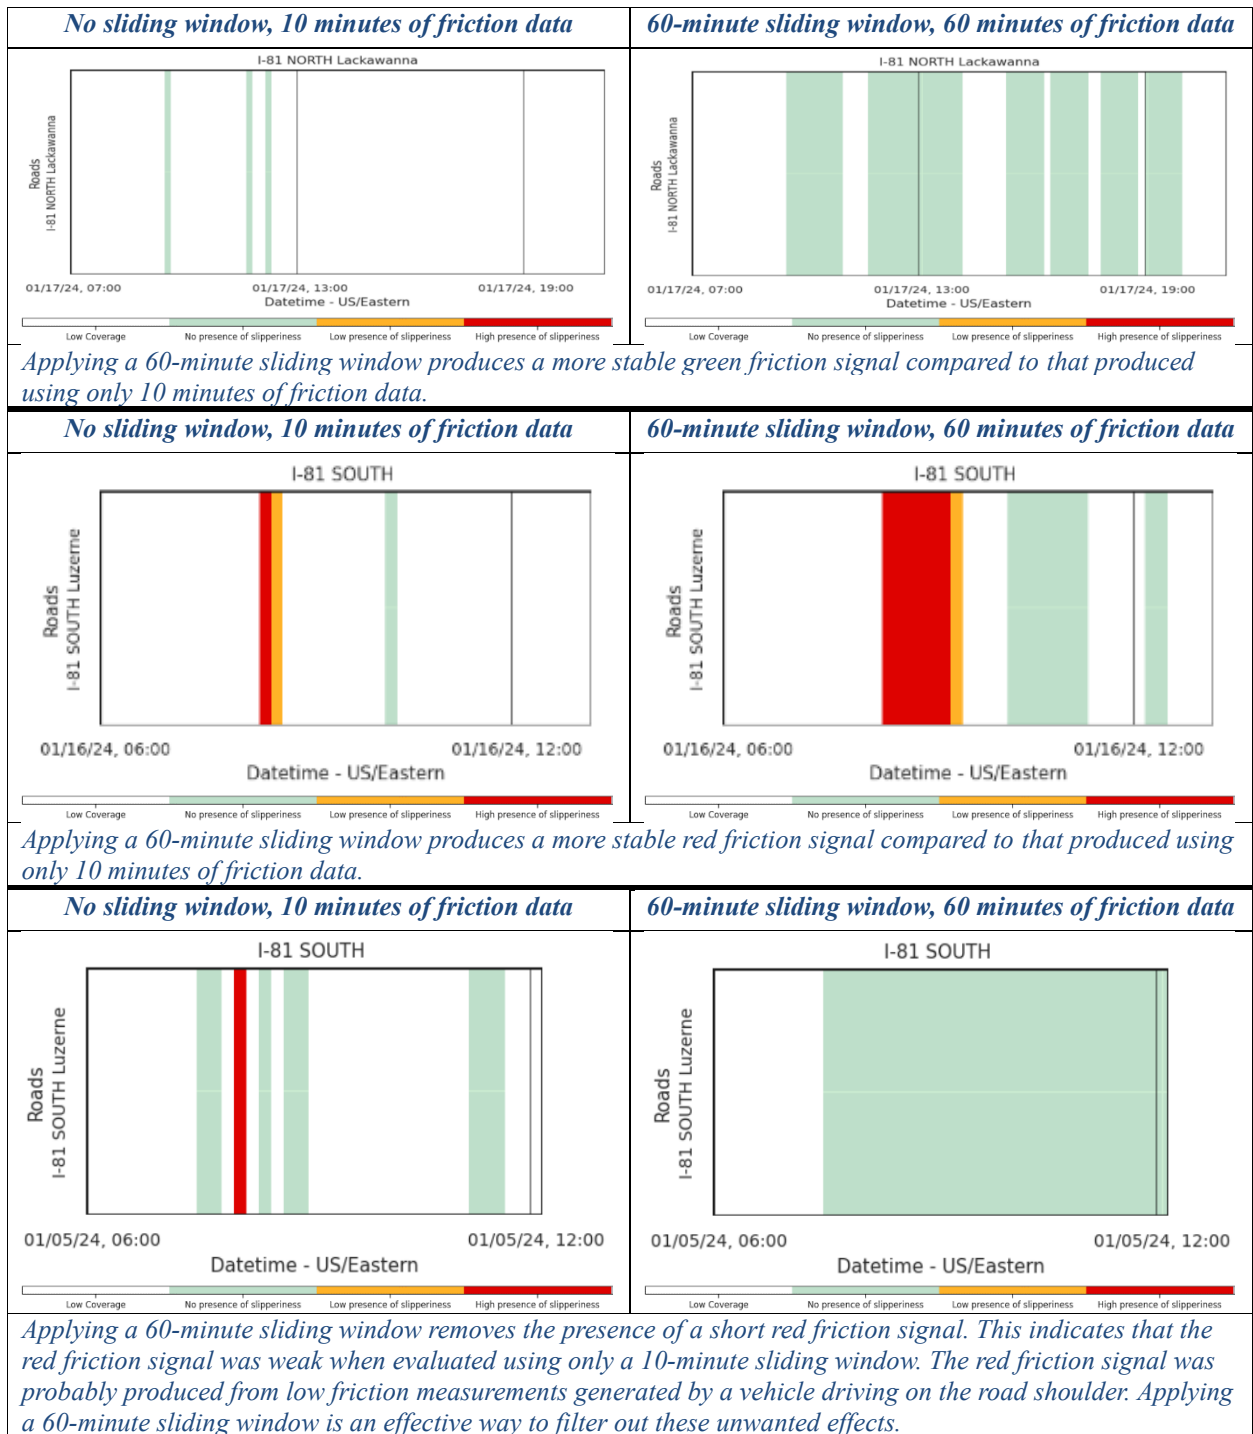 No sliding window, 10 minutes of friction data
60-minute sliding window, 60 minutes of friction data
I-81 NORTH Lackawanna
Roads
I-81 NORTH Lackawanna
01/17/24, 07:00
01/17/24, 13:00
01/17/24, 19:00
Datetime - US/Eastern
Low Coverage
No presence of slipperiness
Low presence of slipperiness
High presence of slipperiness
I-81 NORTH Lackawanna
Roads
I-81 NORTH Lackawanna
01/17/24, 07:00
01/17/24, 13:00
01/17/24, 19:00
Datetime - US/Eastern
Low Coverage
No presence of slipperiness
Low presence of slipperiness
High presence of slipperiness
Applying a 60-minute sliding window produces a more stable green friction signal compared to that produced
using only 10 minutes of friction data.
No sliding window, 10 minutes of friction data
60-minute sliding window, 60 minutes of friction data
I-81 SOUTH
Roads
I-81 SOUTH Luzerne
01/16/24, 06:00
01/16/24, 12:00
Datetime - US/Eastern
Low Coverage
No presence of slipperiness
Low presence of slipperiness
High presence of slipperiness
I-81 SOUTH
Roads
I-81 SOUTH Luzerne
01/16/24, 06:00
01/16/24, 12:00
Datetime - US/Eastern
Low Coverage
No presence of slipperiness
Low presence of slipperiness
High presence of slipperiness
Applying a 60-minute sliding window produces a more stable red friction signal compared to that produced using
only 10 minutes of friction data.
No sliding window, 10 minutes of friction data
60-minute sliding window, 60 minutes of friction data
I-81 SOUTH
Roads
I-81 SOUTH Luzerne
01/05/24, 06:00
01/05/24, 12:00
Datetime - US/Eastern
Low Coverage
No presence of slipperiness
Low presence of slipperiness
High presence of slipperiness
I-81 SOUTH
Roads
I-81 SOUTH Luzerne
01/05/24, 06:00
01/05/24, 12:00
Datetime - US/Eastern
Low Coverage
No presence of slipperiness
Low presence of slipperiness
High presence of slipperiness
Applying a 60-minute sliding window removes the presence of a short red friction signal. This indicates that the
red friction signal was weak when evaluated using only a 10-minute sliding window. The red friction signal was
probably produced from low friction measurements generated by a vehicle driving on the road shoulder. Applying
a 60-minute sliding window is an effective way to filter out these unwanted effects.